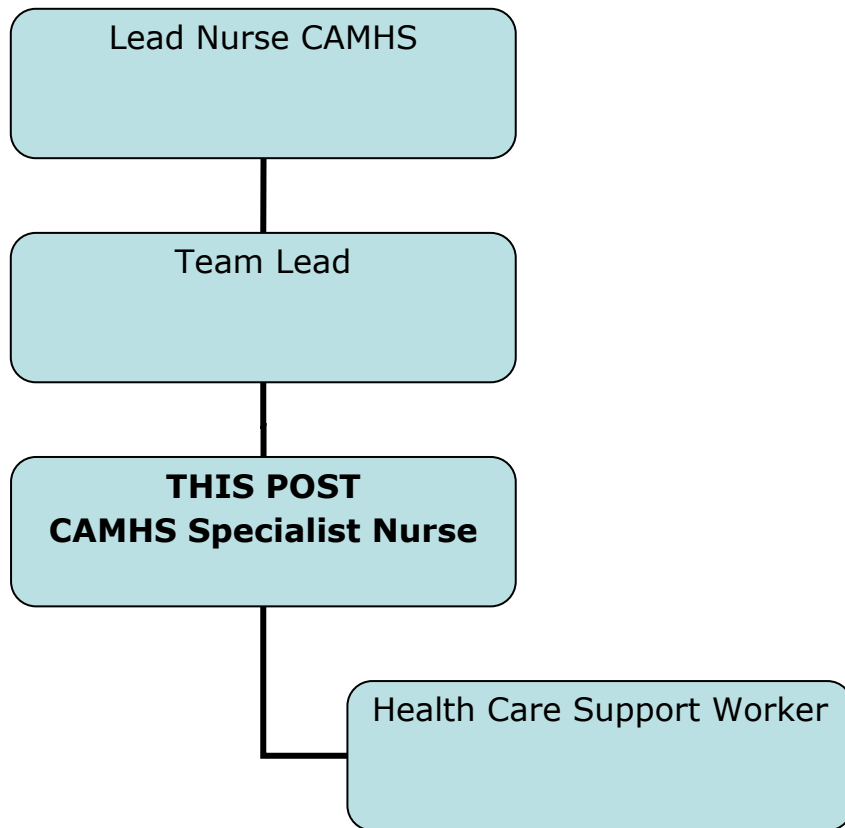 Lead Nurse CAMHS
Team Lead
THIS POST
CAMHS Specialist Nurse
Health Care Support Worker